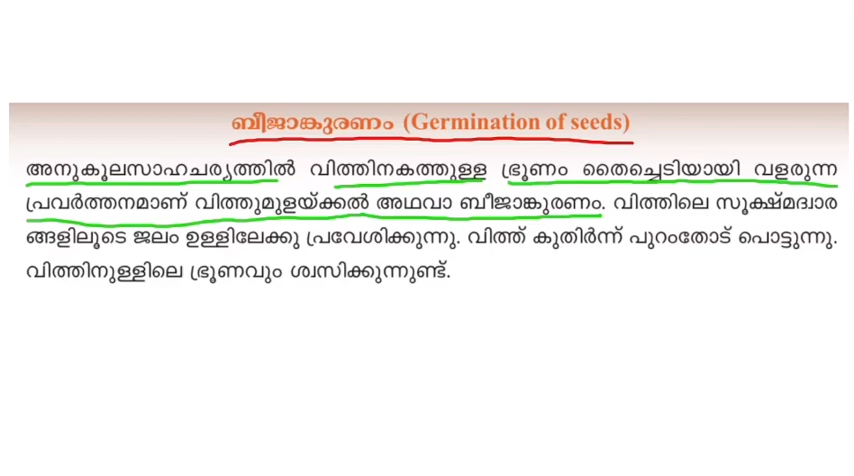 ബീജാങ്കുരണം (Germination of seeds)
അനുകൂലസാഹചര്യത്തിൽ വിത്തിനകത്തുള്ള ഭ്രൂണം തൈച്ചെടിയായി വളരുന്ന
പ്രവർത്തനമാണ് വിത്തുമുളയ്ക്കൽ അഥവാ ബീജാങ്കുരണം. വിത്തിലെ സൂക്ഷ്മദ്വാര
ങ്ങളിലൂടെ ജലം ഉള്ളിലേക്കു പ്രവേശിക്കുന്നു. വിത്ത് കുതിർന്ന് പുറംതോട് പൊട്ടുന്നു.
വിത്തിനുള്ളിലെ ഭ്രൂണവും ശ്വസിക്കുന്നുണ്ട്.